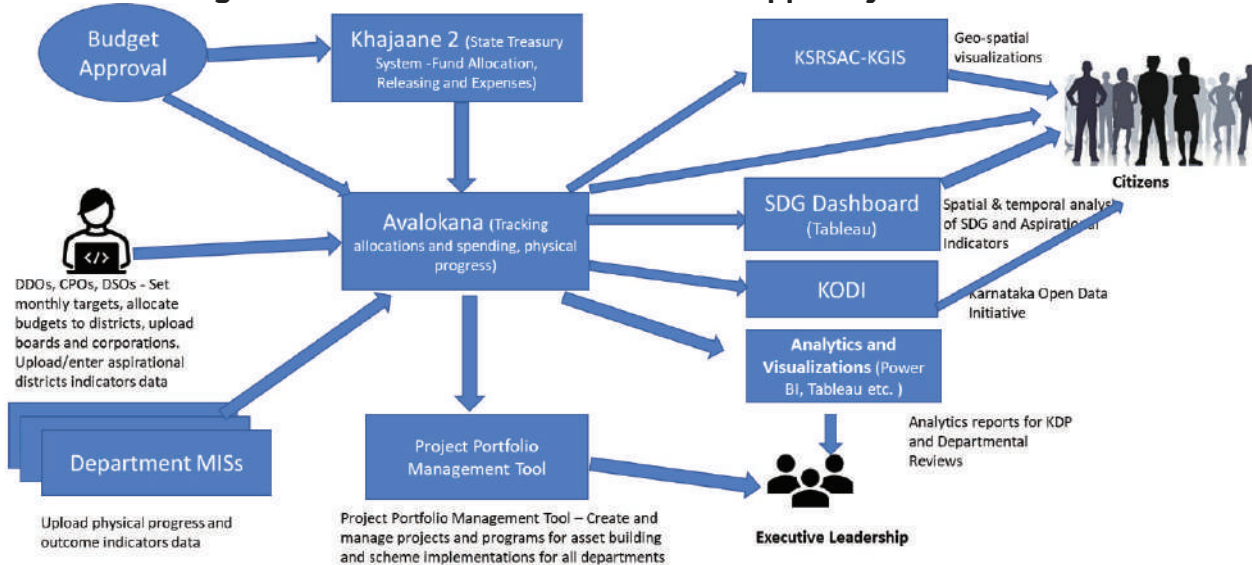 Budget
Approval
Khajaane 2 (State Treasury
System -Fund Allocation,
Releasing and Expenses)
KSRSAC-KGIS
Geo-spatial
visualizations
Citizens
Avalokana (Tracking
allocations and spending, physical
progress)
SDG Dashboard
(Tableau)
Spatial & temporal analys
of SDG and Aspirational
Indicators
DDOs, CPOs, DSOs - Set
monthly targets, allocate
budgets to districts, upload
boards and corporations.
Upload/enter aspirational
districts indicators data
KODI
Karnataka Open Data
Initiative
Analytics and
Visualizations (Power
BI, Tableau etc. )
Analytics reports for KDP
and Departmental
Reviews
Department MISs
Upload physical progress and
outcome indicators data
Project Portfolio
Management Tool
Project Portfolio Management Tool – Create and
manage projects and programs for asset building
and scheme implementations for all departments
Executive Leadership